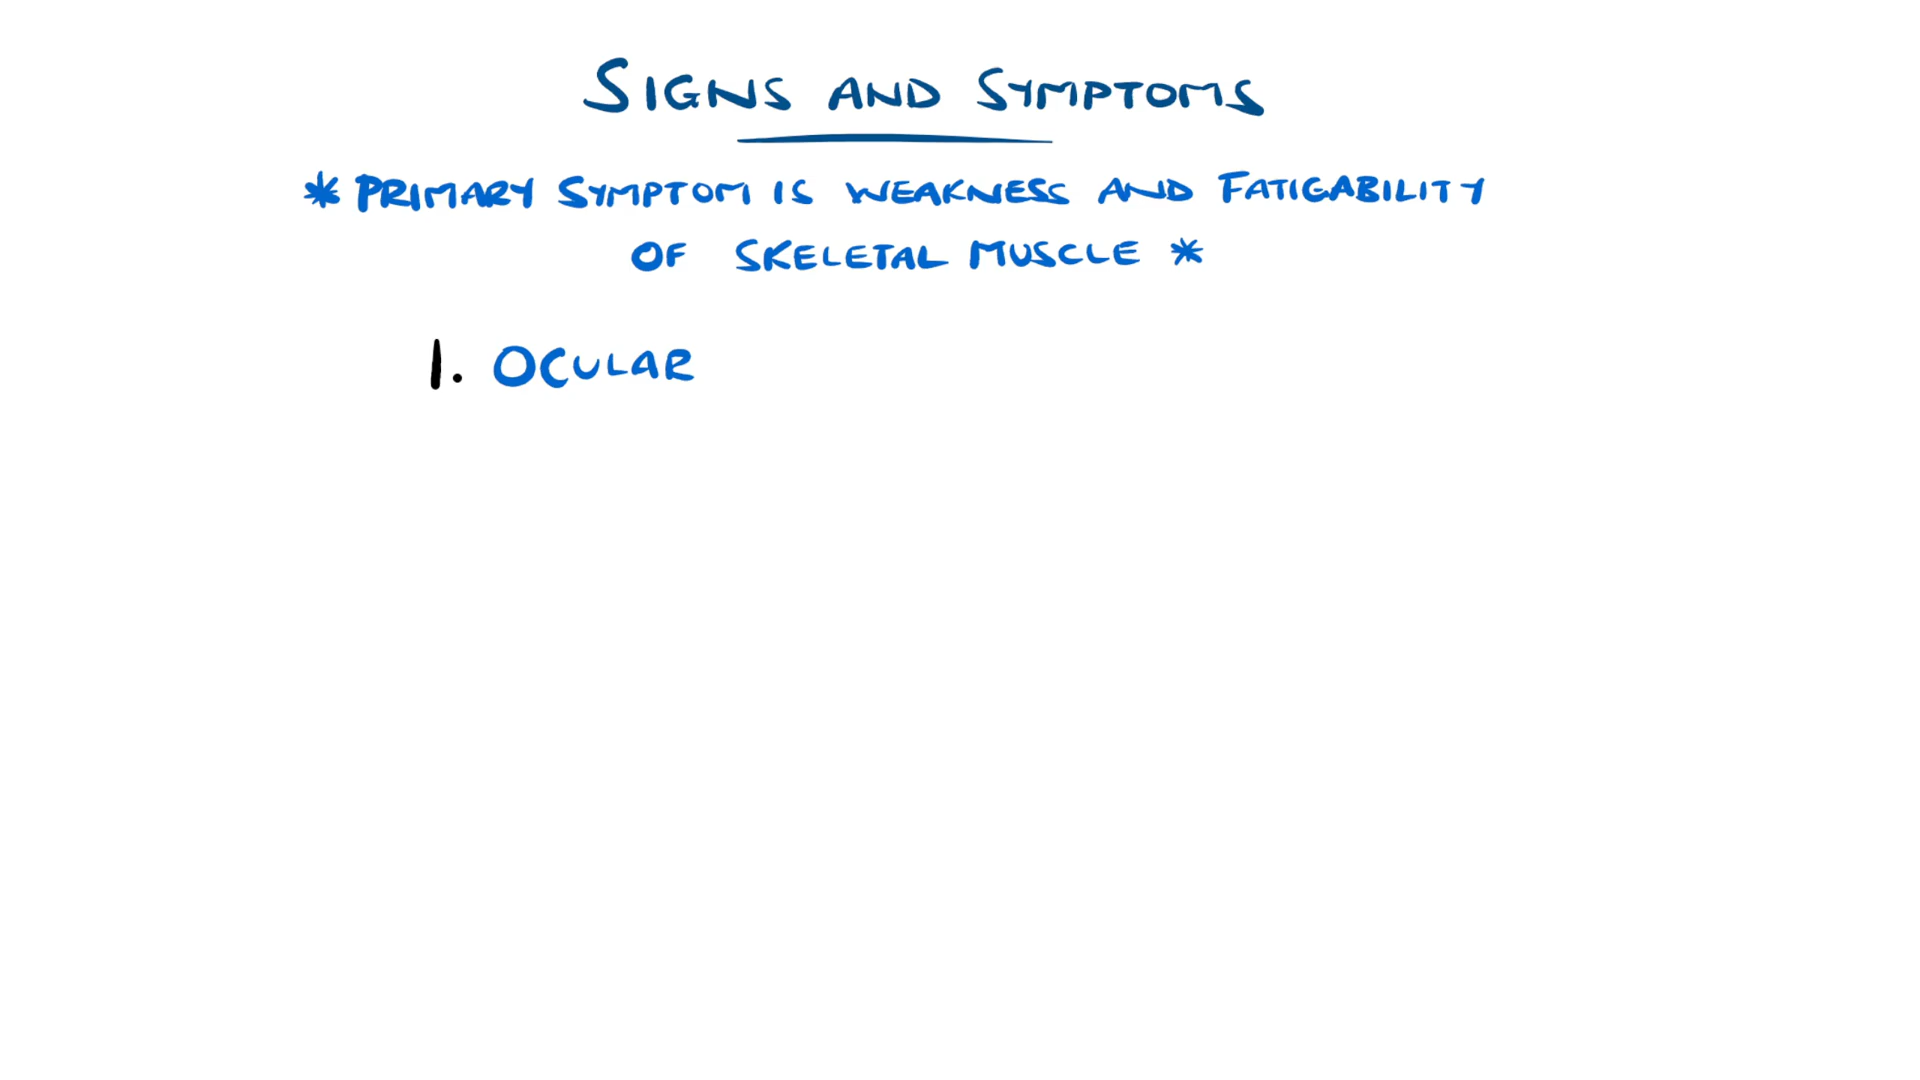 SIGNS AND SYMPTOMS
* PRIMARY SYMPTOM IS WEAKNESS AND FATIGABILITY
OF SKELETAL MUSCLE *
1. OCULAR